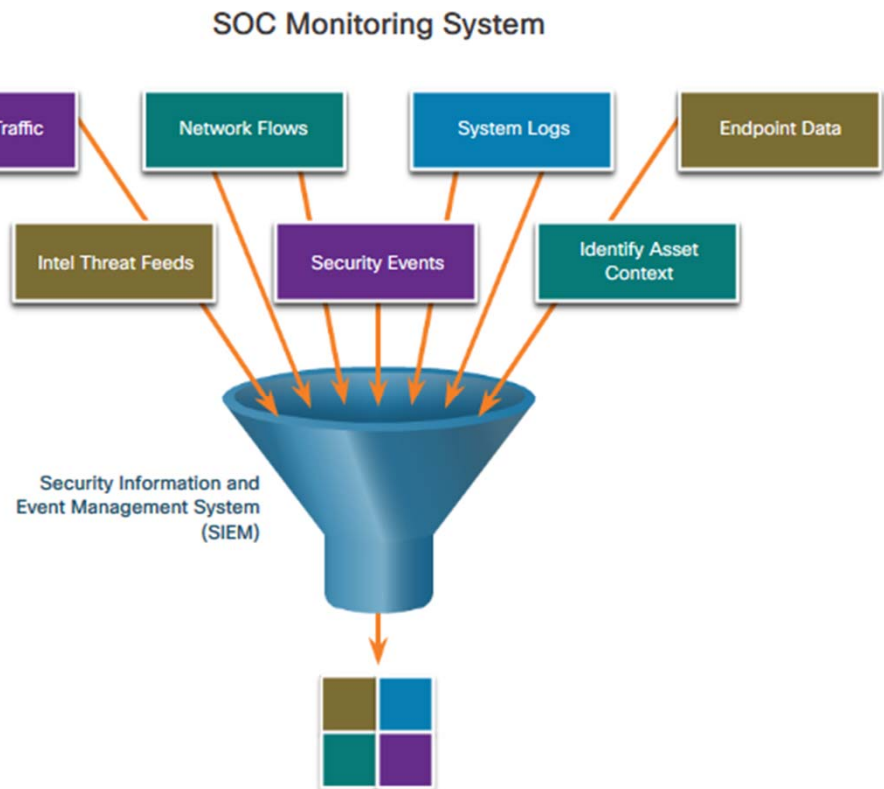 SOC Monitoring System
Traffic
Network Flows
System Logs
Endpoint Data
Intel Threat Feeds
Security Events
Identify Asset
Context
Security Information and
Event Management System
(SIEM)